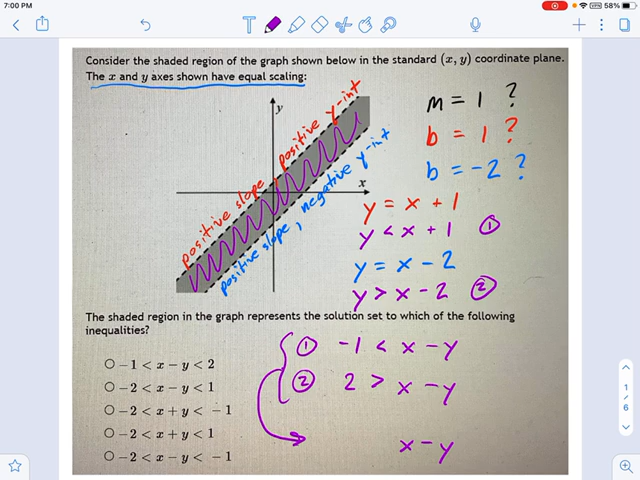 7:00 PM
VPN 58%
Consider the shaded region of the graph shown below in the standard (x, y) coordinate plane.
The x and y axes shown have equal scaling:
y
x
positive slope, positive y-int
positive slope, negative y-int
m = 1 ?
b = 1 ?
b = -2 ?
y = x + 1
y < x + 1 ①
y = x - 2
y > x - 2 ②
The shaded region in the graph represents the solution set to which of the following
inequalities?
① -1 < x - y
② 2 > x - y
x - y
-1 < x - y < 2
-2 < x - y < 1
-2 < x + y < -1
-2 < x + y < 1
-2 < x - y < -1
1
/
6